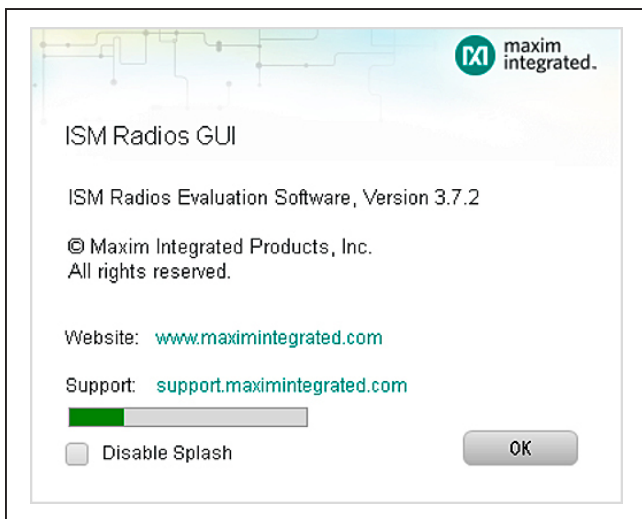 maxim
integrated™
ISM Radios GUI
ISM Radios Evaluation Software, Version 3.7.2
© Maxim Integrated Products, Inc.
All rights reserved.
Website: www.maximintegrated.com
Support: support.maximintegrated.com
Disable Splash
OK